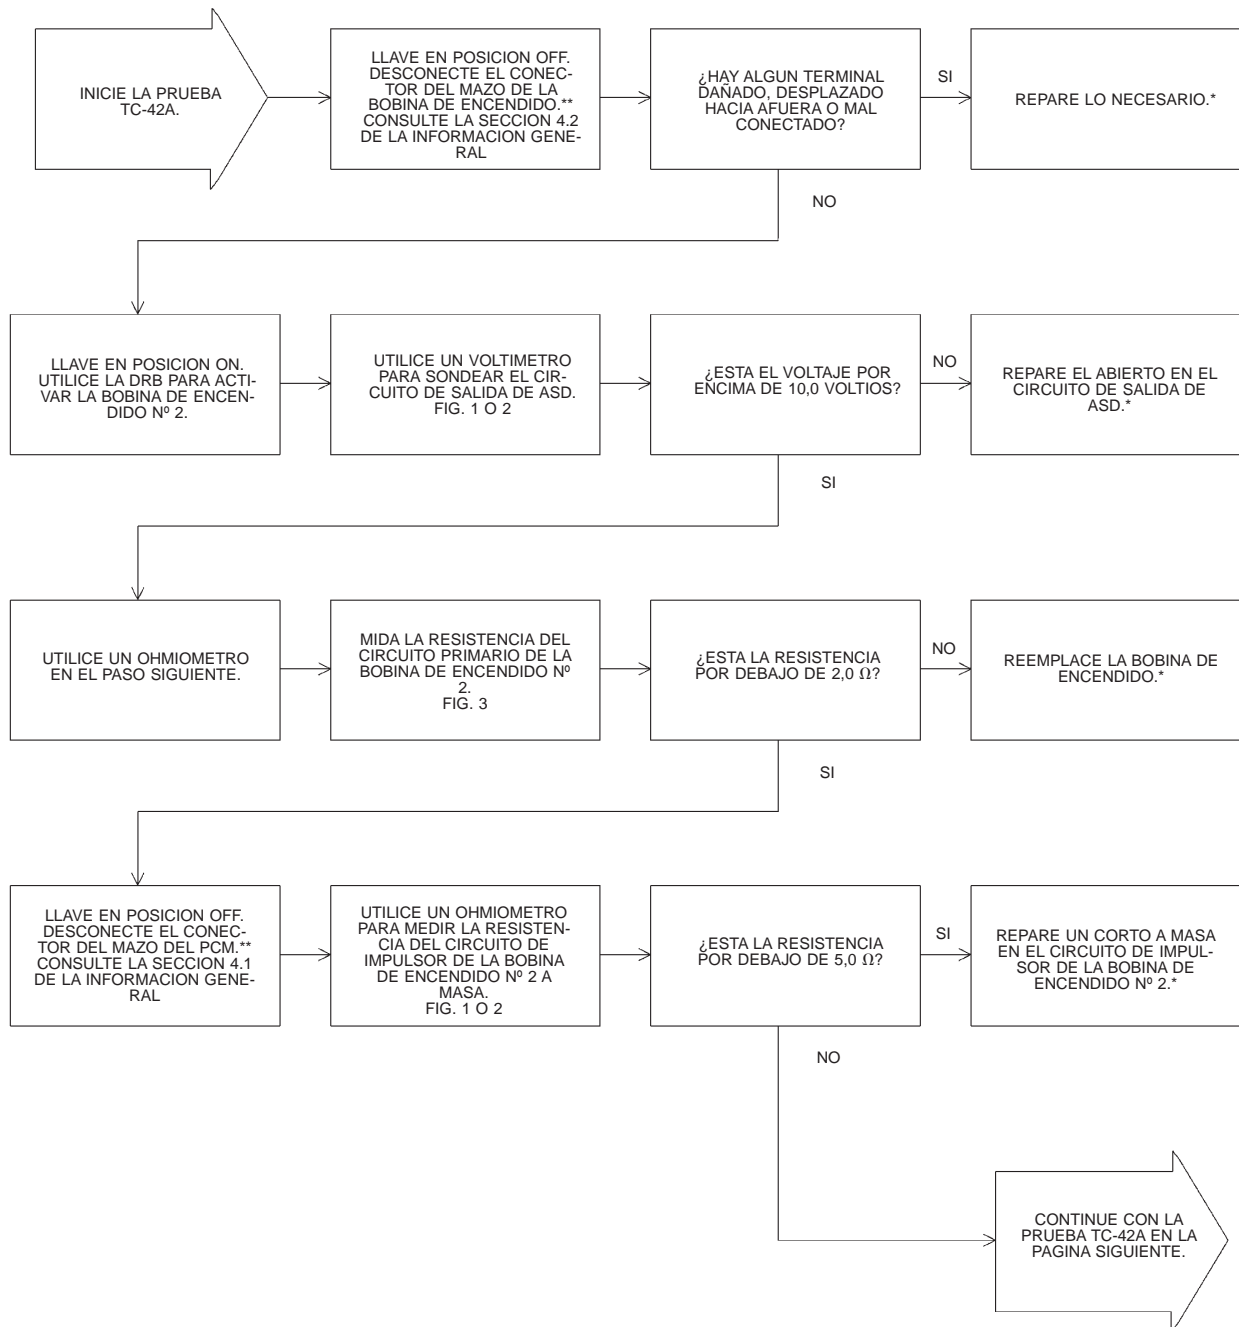 INICIE LA PRUEBA
TC-42A.
LLAVE EN POSICION OFF.
DESCONECTE EL CONEC-
TOR DEL MAZO DE LA
BOBINA DE ENCENDIDO.**
CONSULTE LA SECCION 4.2
DE LA INFORMACION GENE-
RAL
¿HAY ALGUN TERMINAL
DAÑADO, DESPLAZADO
HACIA AFUERA O MAL
CONECTADO?
SI
REPARE LO NECESARIO.*
NO
LLAVE EN POSICION ON.
UTILICE LA DRB PARA ACTI-
VAR LA BOBINA DE ENCEN-
DIDO Nº 2.
UTILICE UN VOLTIMETRO
PARA SONDEAR EL CIR-
CUITO DE SALIDA DE ASD.
FIG. 1 O 2
¿ESTA EL VOLTAJE POR
ENCIMA DE 10,0 VOLTIOS?
NO
REPARE EL ABIERTO EN EL
CIRCUITO DE SALIDA DE
ASD.*
SI
UTILICE UN OHMIOMETRO
EN EL PASO SIGUIENTE.
MIDA LA RESISTENCIA DEL
CIRCUITO PRIMARIO DE LA
BOBINA DE ENCENDIDO Nº
2.
FIG. 3
¿ESTA LA RESISTENCIA
POR DEBAJO DE 2,0 Ω?
NO
REEMPLACE LA BOBINA DE
ENCENDIDO.*
SI
LLAVE EN POSICION OFF.
DESCONECTE EL CONEC-
TOR DEL MAZO DEL PCM.**
CONSULTE LA SECCION 4.1
DE LA INFORMACION GENE-
RAL
UTILICE UN OHMIOMETRO
PARA MEDIR LA RESISTEN-
CIA DEL CIRCUITO DE
IMPULSOR DE LA BOBINA
DE ENCENDIDO Nº 2 A
MASA.
FIG. 1 O 2
¿ESTA LA RESISTENCIA
POR DEBAJO DE 5,0 Ω?
SI
REPARE UN CORTO A MASA
EN EL CIRCUITO DE IMPUL-
SOR DE LA BOBINA DE
ENCENDIDO Nº 2.*
NO
CONTINUE CON LA
PRUEBA TC-42A EN LA
PAGINA SIGUIENTE.